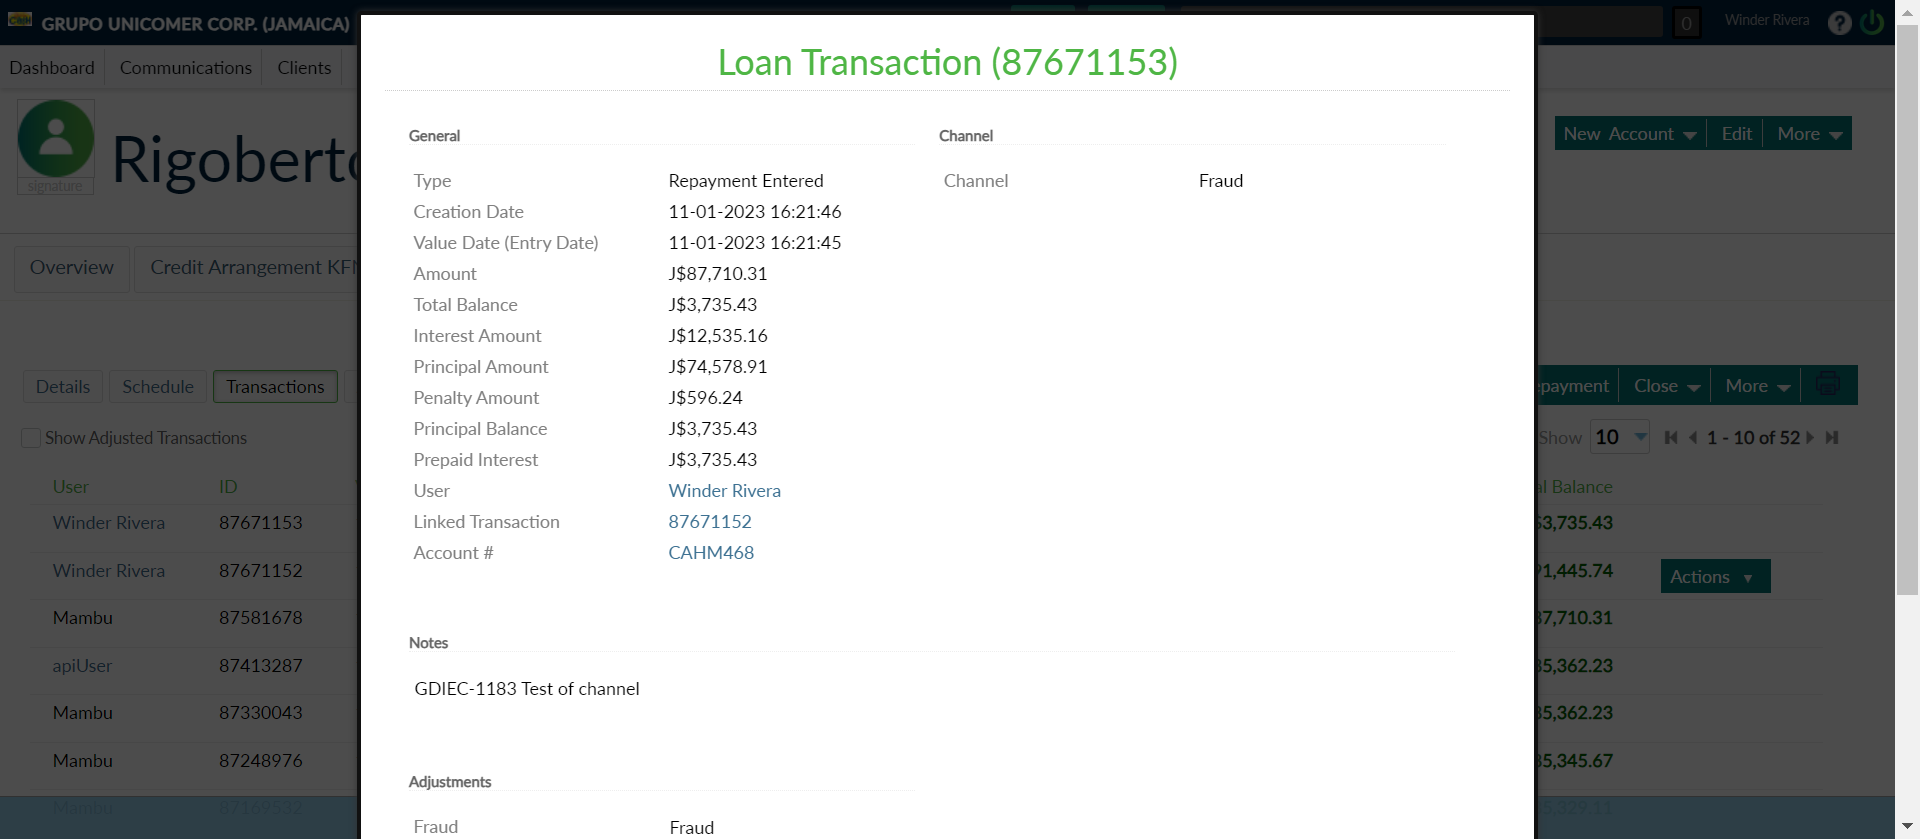 GRUPO UNICOMER CORP. (JAMAICA)
0
Winder Rivera
?
Dashboard
Communications
Clients
Loan Transaction (87671153)
signature
Rigoberto
New Account
Edit
More
Overview
Credit Arrangement
General
Channel
Type Repayment Entered
Channel Fraud
Creation Date 11-01-2023 16:21:46
Value Date (Entry Date) 11-01-2023 16:21:45
Amount J$87,710.31
Total Balance J$3,735.43
Interest Amount J$12,535.16
Principal Amount J$74,578.91
Penalty Amount J$596.24
Principal Balance J$3,735.43
Prepaid Interest J$3,735.43
User Winder Rivera
Linked Transaction 87671152
Account # CAHM468
Details
Schedule
Transactions
payment
Close
More
Show Adjusted Transactions
Show 10 1 - 10 of 52
User ID Balance
Winder Rivera 87671153 3,735.43
Winder Rivera 87671152 1,445.74 Actions
Mambu 87581678 7,710.31
apiUser 87413287 5,362.23
Mambu 87330043 5,362.23
Mambu 87248976 5,345.67
Mambu 87169532 5,329.11
Notes
GDIEC-1183 Test of channel
Adjustments
Fraud Fraud